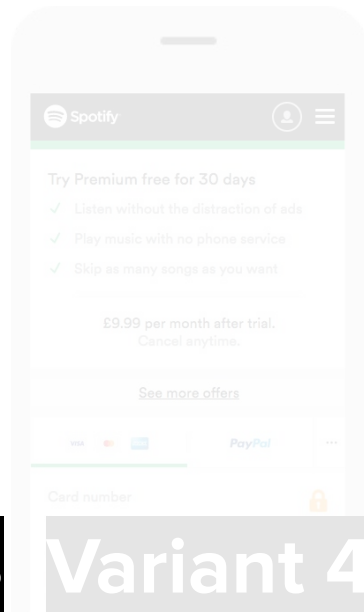 Spotify
Try Premium free for 30 days
✓ Listen without the distraction of ads
✓ Play music with no phone service
✓ Skip as many songs as you want
£9.99 per month after trial.
Cancel anytime.
See more offers
VISA PayPal ...
Card number
Variant 4